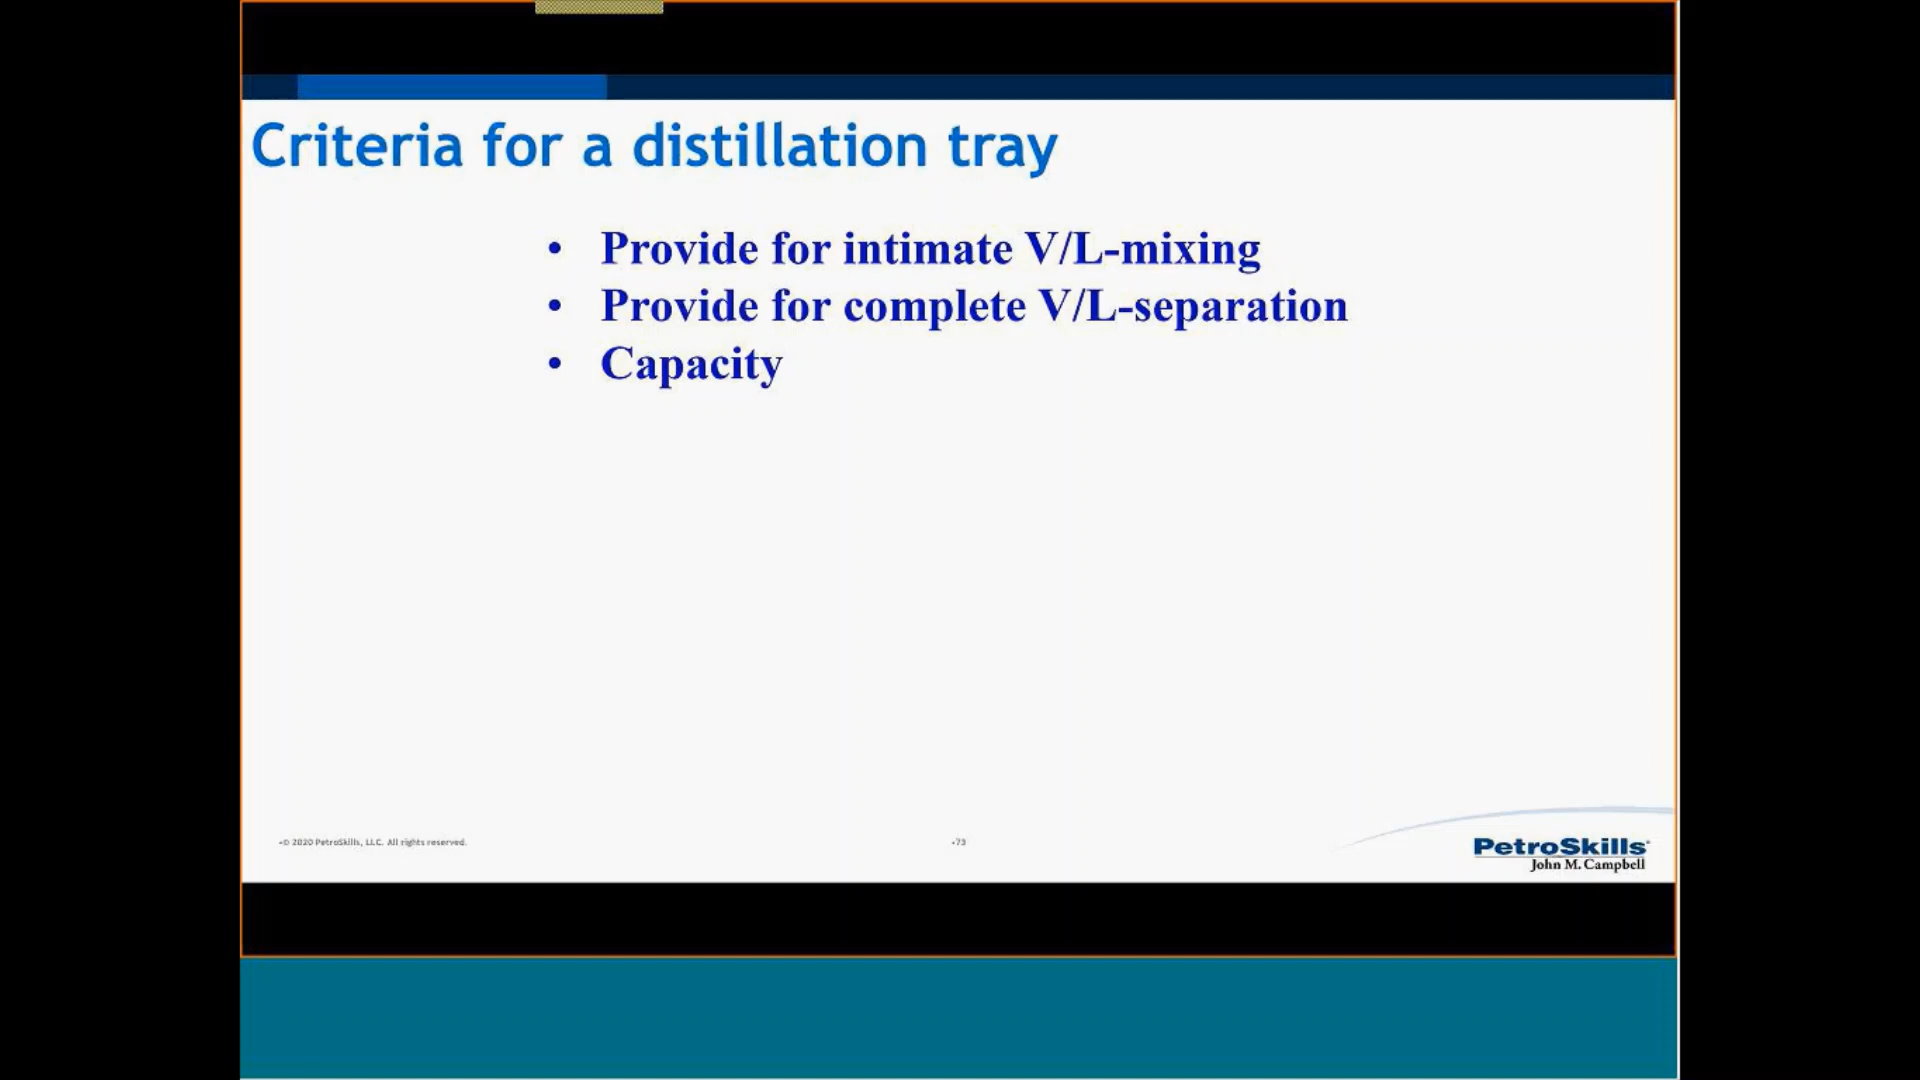 Criteria for a distillation tray
• Provide for intimate V/L-mixing
• Provide for complete V/L-separation
• Capacity
•© 2020 PetroSkills, LLC. All rights reserved.
•73
PetroSkills
John M. Campbell